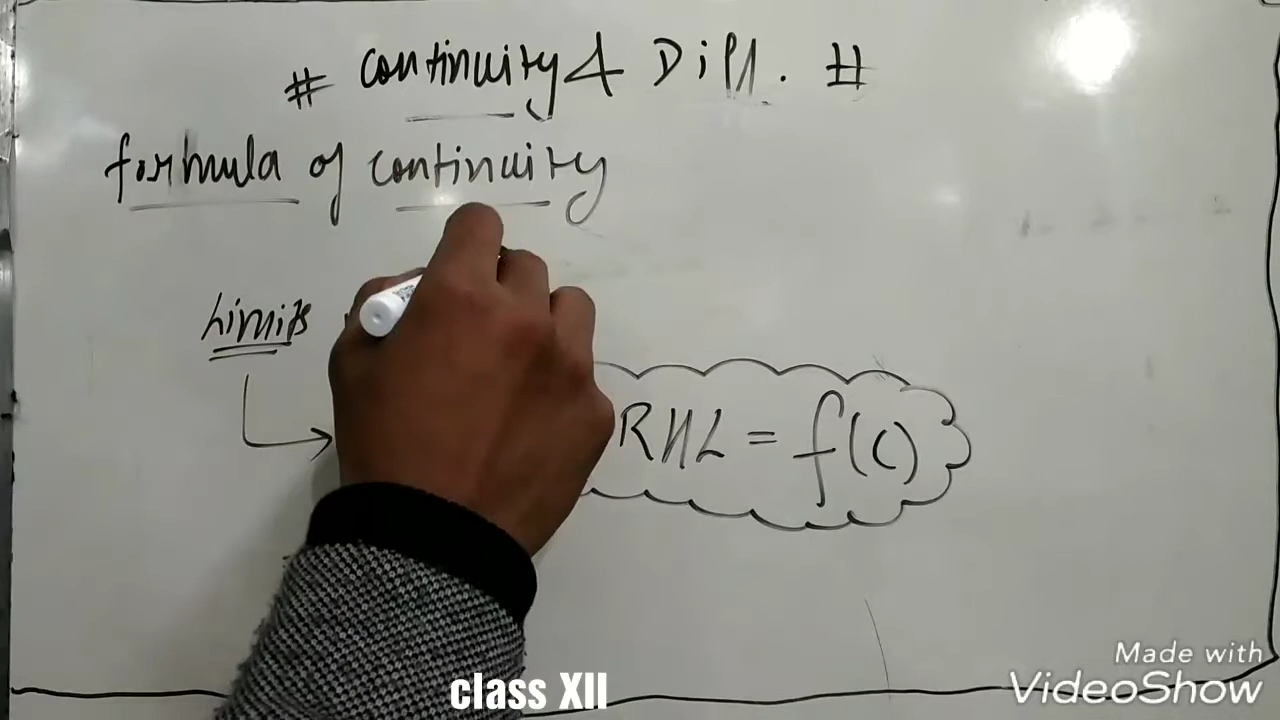 # continuity & Diff. #
formula of continuity
Limits
RHL = f(c)
Made with
VideoShow
class XII